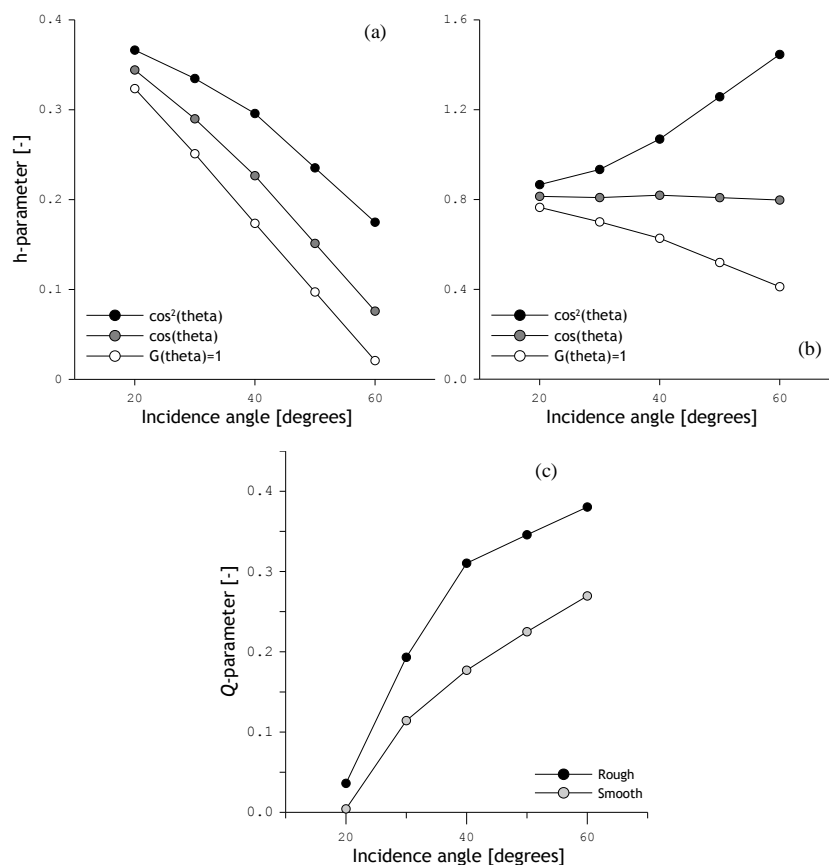 (a)
h-parameter [-]
0.4
0.3
0.2
0.1
0
cos²(theta)
cos(theta)
G(theta)=1
20 40 60
Incidence angle [degrees]
1.6
1.2
0.8
0.4
0.0
cos²(theta)
cos(theta)
G(theta)=1
(b)
20 40 60
Incidence angle [degrees]
(c)
Q-parameter [-]
0.4
0.3
0.2
0.1
0.0
Rough
Smooth
20 40 60
Incidence angle [degrees]